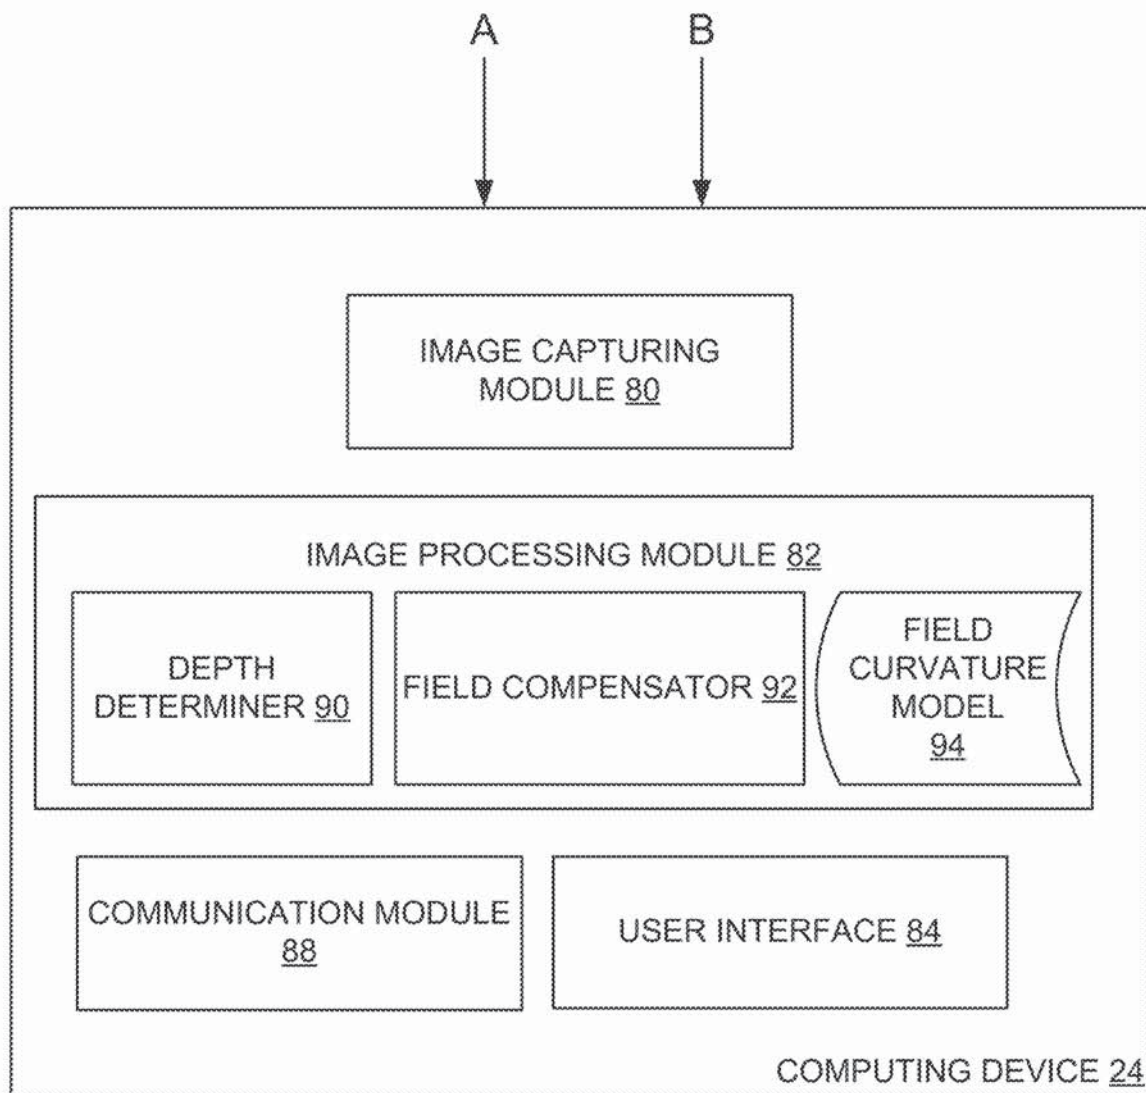 A
B
IMAGE CAPTURING
MODULE 80
IMAGE PROCESSING MODULE 82
DEPTH
DETERMINER 90
FIELD COMPENSATOR 92
FIELD
CURVATURE
MODEL
94
COMMUNICATION MODULE
88
USER INTERFACE 84
COMPUTING DEVICE 24